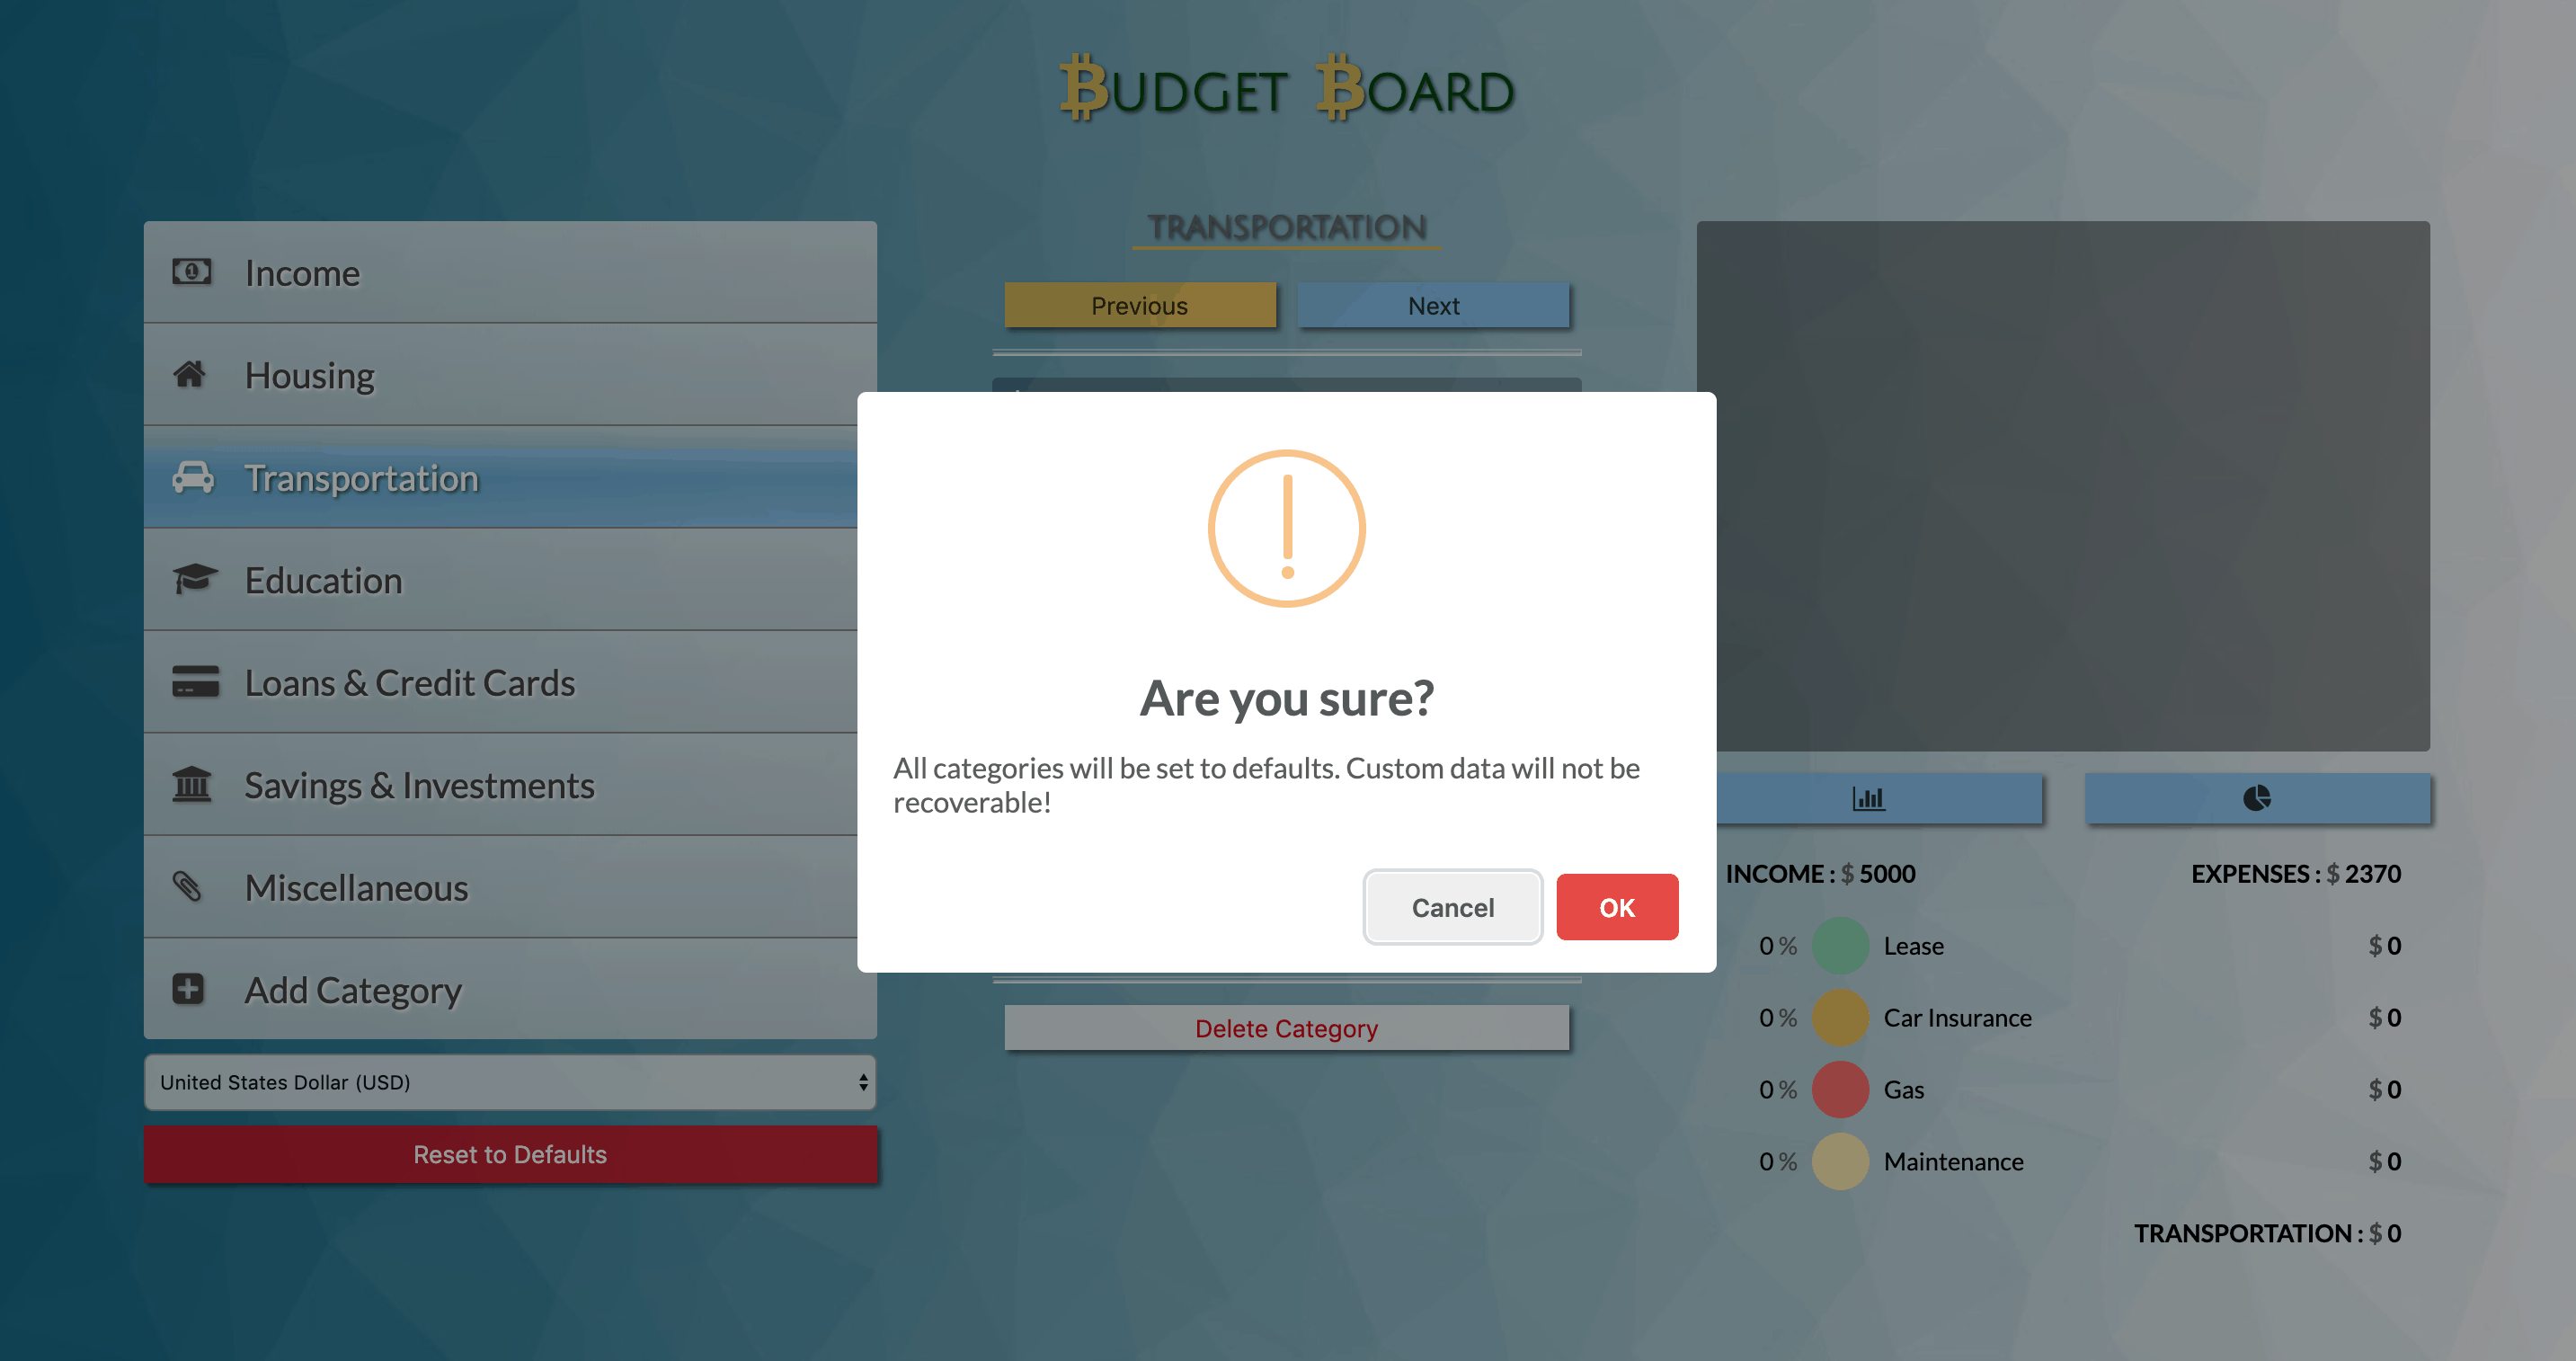 Budget Board
Income
Housing
Transportation
Education
Loans & Credit Cards
Savings & Investments
Miscellaneous
Add Category
United States Dollar (USD)
Reset to Defaults
TRANSPORTATION
Previous
Next
Are you sure?
All categories will be set to defaults. Custom data will not be
recoverable!
Cancel
OK
Delete Category
INCOME : $ 5000
EXPENSES : $ 2370
0 % Lease $ 0
0 % Car Insurance $ 0
0 % Gas $ 0
0 % Maintenance $ 0
TRANSPORTATION : $ 0